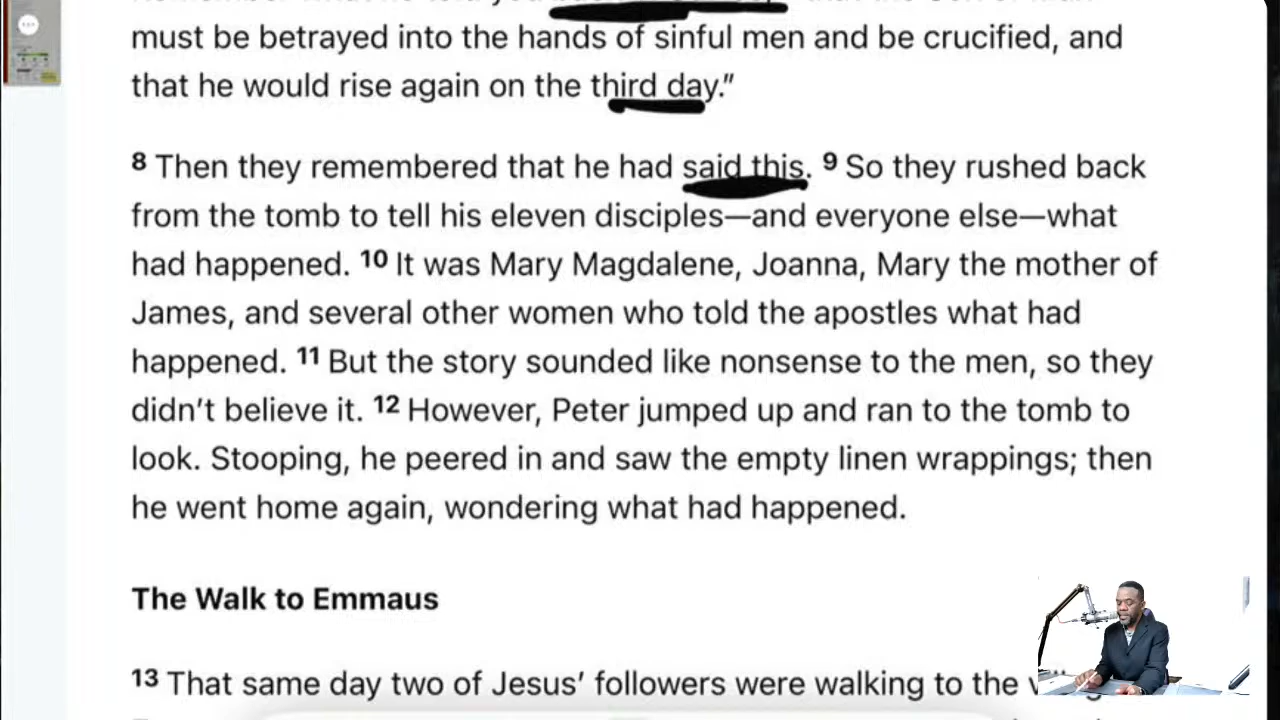 must be betrayed into the hands of sinful men and be crucified, and
that he would rise again on the third day.”
8 Then they remembered that he had said this. 9 So they rushed back
from the tomb to tell his eleven disciples—and everyone else—what
had happened. 10 It was Mary Magdalene, Joanna, Mary the mother of
James, and several other women who told the apostles what had
happened. 11 But the story sounded like nonsense to the men, so they
didn’t believe it. 12 However, Peter jumped up and ran to the tomb to
look. Stooping, he peered in and saw the empty linen wrappings; then
he went home again, wondering what had happened.
The Walk to Emmaus
13 That same day two of Jesus’ followers were walking to the